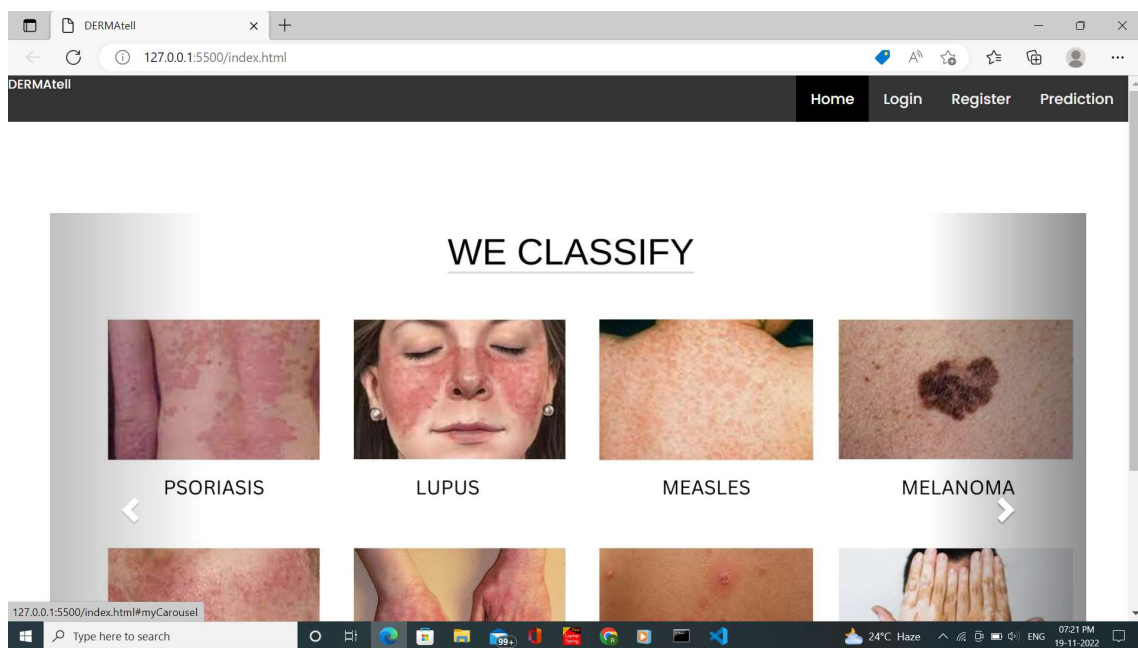 DERMAtell
127.0.0.1:5500/index.html
DERMAtell
Home Login Register Prediction
WE CLASSIFY
PSORIASIS LUPUS MEASLES MELANOMA
127.0.0.1:5500/index.html#myCarousel
Type here to search
99+
24°C Haze
ENG
07:21 PM
19-11-2022